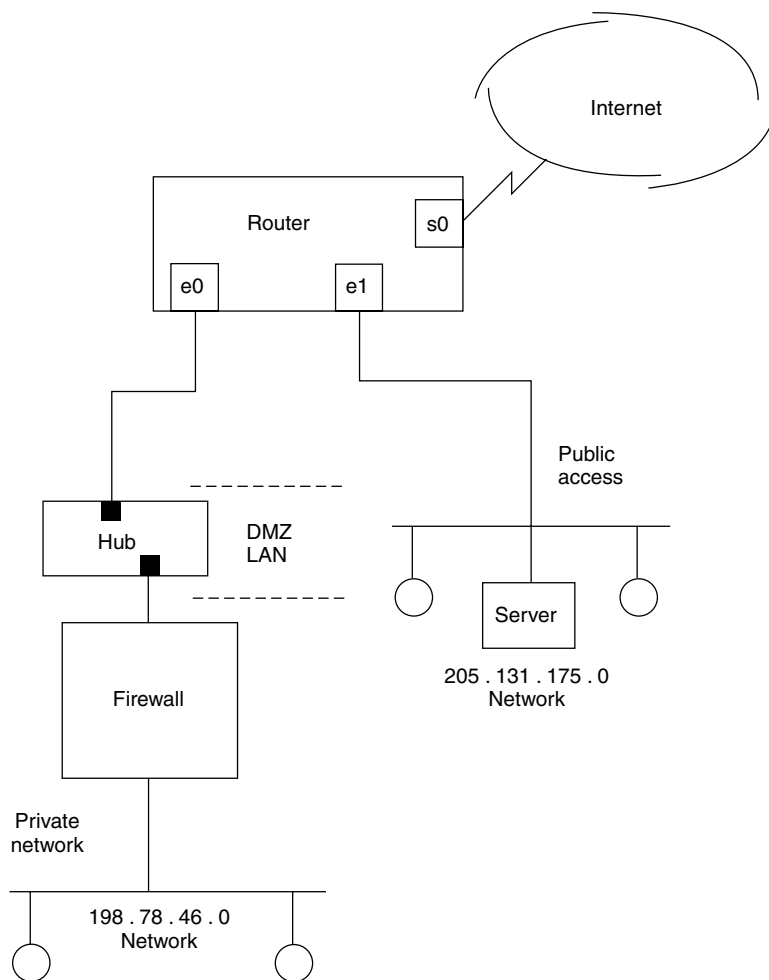 Internet
Router
s0
e0
e1
Public
access
Hub
DMZ
LAN
Server
205 . 131 . 175 . 0
Network
Firewall
Private
network
198 . 78 . 46 . 0
Network